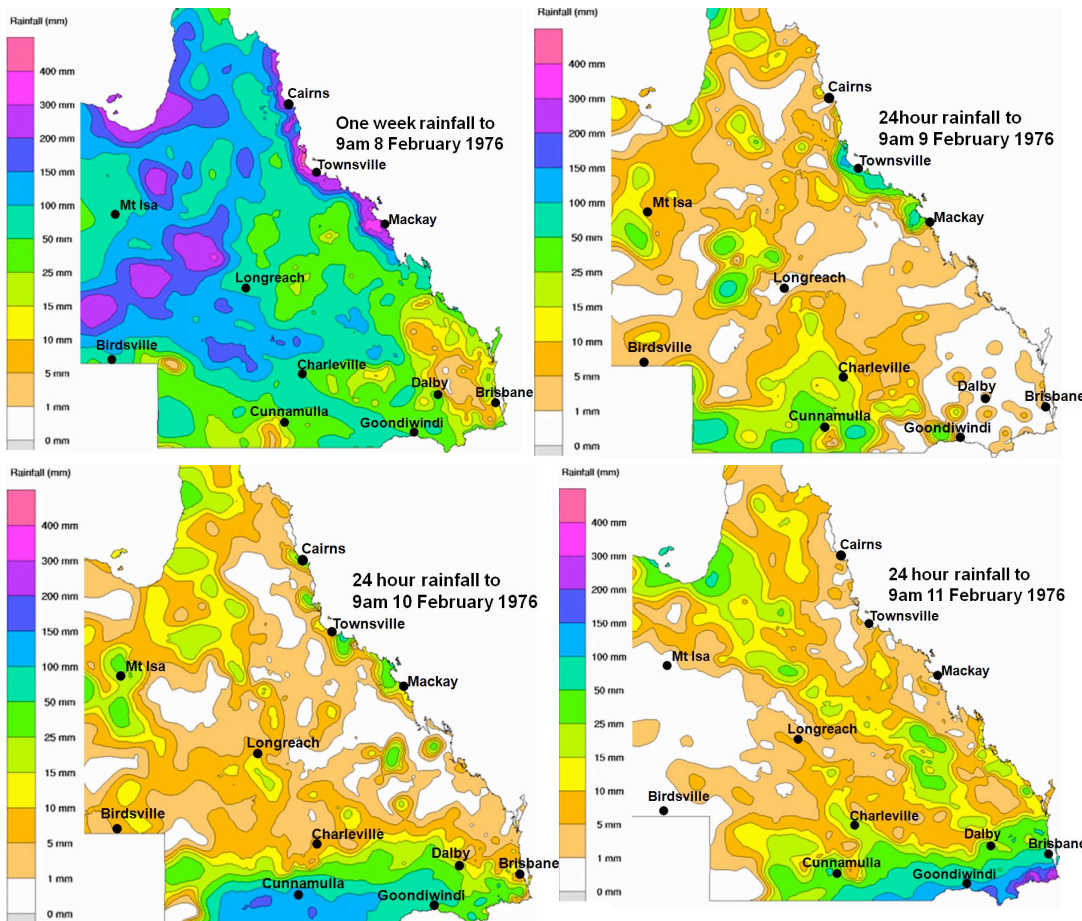 Rainfall (mm)
400 mm
300 mm
200 mm
150 mm
100 mm
50 mm
25 mm
15 mm
10 mm
5 mm
1 mm
0 mm
One week rainfall to
9am 8 February 1976
Cairns
Townsville
Mackay
Mt Isa
Longreach
Birdsville
Charleville
Dalby
Brisbane
Cunnamulla
Goondiwindi
Rainfall (mm)
400 mm
300 mm
200 mm
150 mm
100 mm
50 mm
25 mm
15 mm
10 mm
5 mm
1 mm
0 mm
24hour rainfall to
9am 9 February 1976
Cairns
Townsville
Mackay
Mt Isa
Longreach
Birdsville
Charleville
Dalby
Brisbane
Cunnamulla
Goondiwindi
Rainfall (mm)
400 mm
300 mm
200 mm
150 mm
100 mm
50 mm
25 mm
15 mm
10 mm
5 mm
1 mm
0 mm
24 hour rainfall to
9am 10 February 1976
Cairns
Townsville
Mt Isa
Mackay
Longreach
Birdsville
Charleville
Dalby
Brisbane
Cunnamulla
Goondiwindi
Rainfall (mm)
400 mm
300 mm
200 mm
150 mm
100 mm
50 mm
25 mm
15 mm
10 mm
5 mm
1 mm
0 mm
24 hour rainfall to
9am 11 February 1976
Cairns
Townsville
Mt Isa
Mackay
Longreach
Birdsville
Charleville
Dalby
Brisbane
Cunnamulla
Goondiwindi